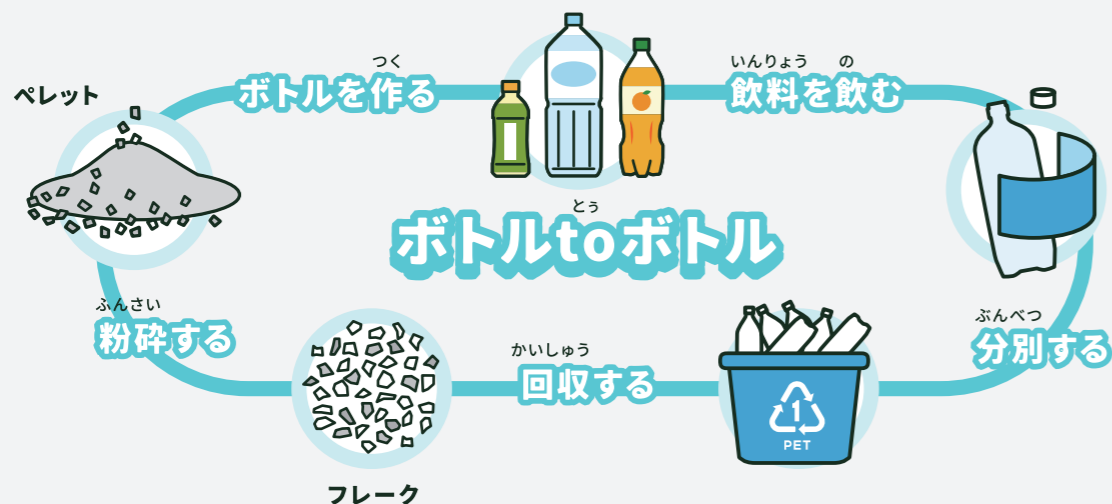 つく
ボトルを作る
いんりょう の
飲料を飲む
ペレット
とぅ
ボトルtoボトル
ふんさい
粉砕する
かいしゅう
回収する
ぶんべつ
分別する
1
PET
フレーク